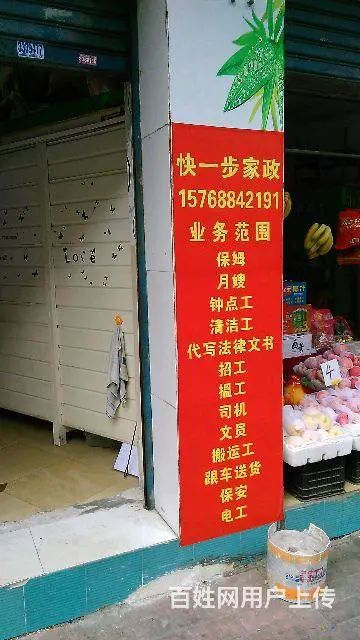 快一步家政
15768842191
业务范围
保姆
月嫂
钟点工
清洁工
代写法律文书
招工
搵工
司机
文员
搬运工
跟车送货
保安
电工
Love
4
百姓网用户上传